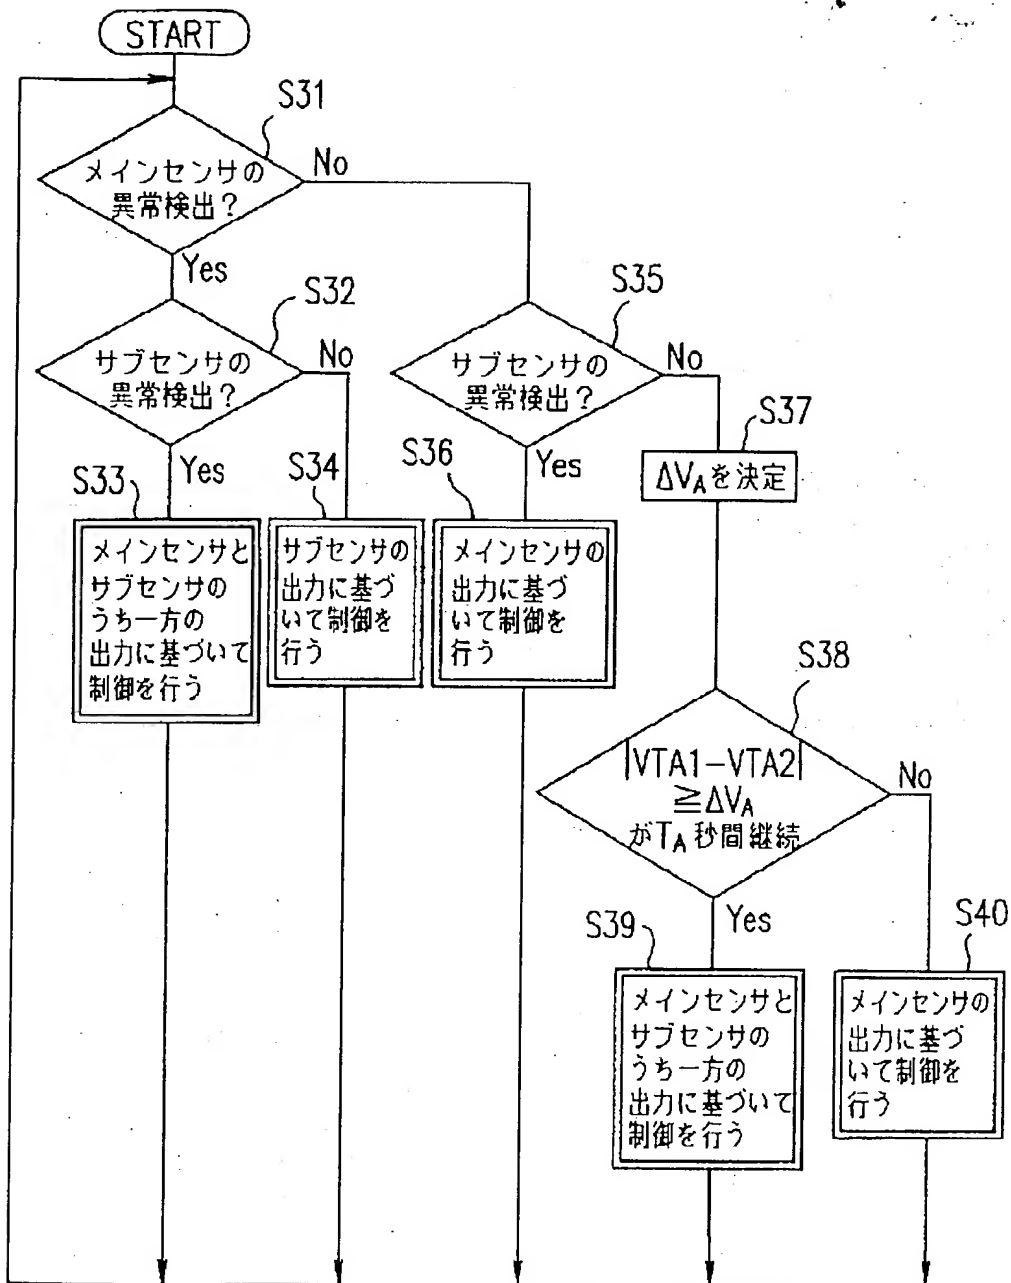 START
S31
メインセンサの
異常検出?
No
Yes
S32
サブセンサの
異常検出?
No
Yes
S35
サブセンサの
異常検出?
No
Yes
S33
メインセンサと
サブセンサの
うち一方の
出力に基づいて
制御を行う
S34
サブセンサの
出力に基づ
いて制御を
行う
S36
メインセンサの
出力に基づ
いて制御を
行う
S37
ΔVAを決定
S38
|VTA1-VTA2|
≧ΔVA
がTA秒間継続
No
Yes
S39
メインセンサと
サブセンサの
うち一方の
出力に基づいて
制御を行う
S40
メインセンサの
出力に基づ
いて制御を
行う